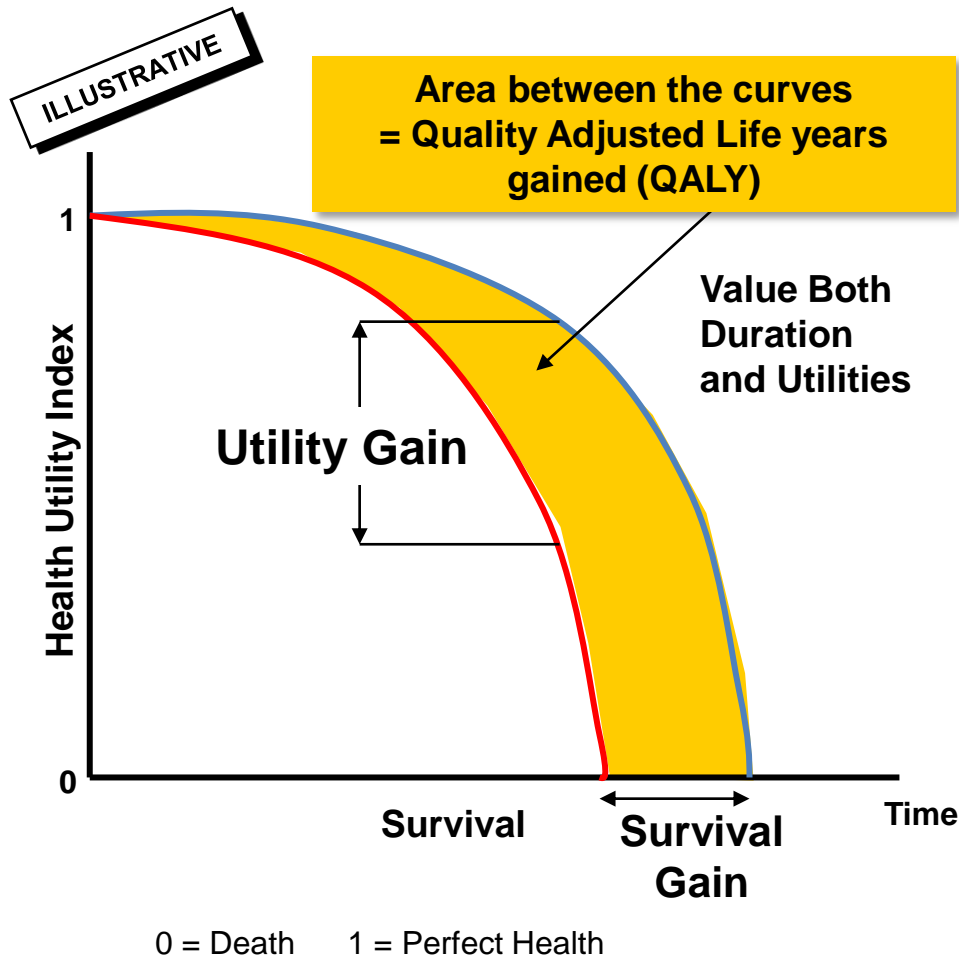 ILLUSTRATIVE
Area between the curves
= Quality Adjusted Life years
gained (QALY)
1
Value Both
Duration
and Utilities
Health Utility Index
Utility Gain
0
Survival
Survival
Gain
Time
0 = Death 1 = Perfect Health